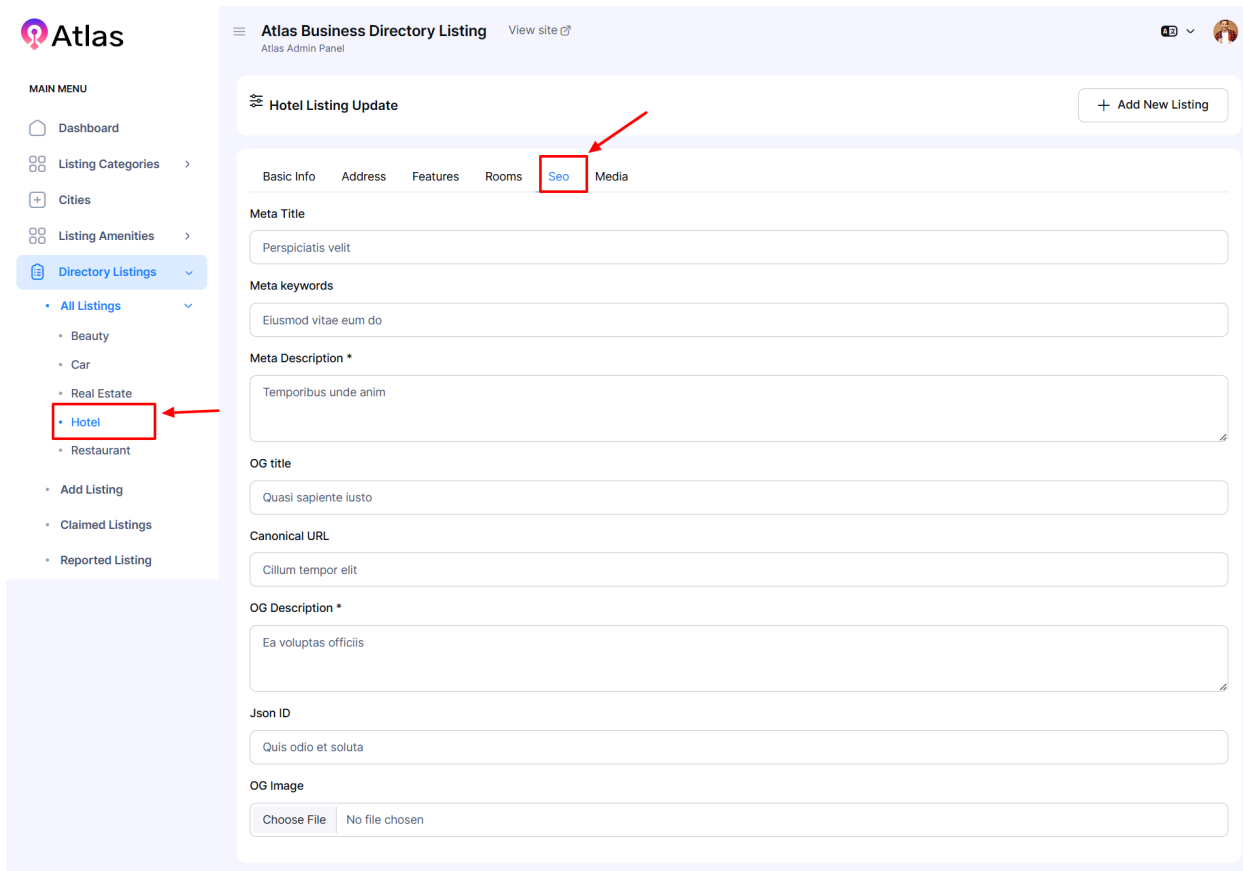 Atlas
MAIN MENU
Dashboard
Listing Categories
Cities
Listing Amenities
Directory Listings
All Listings
Beauty
Car
Real Estate
Hotel
Restaurant
Add Listing
Claimed Listings
Reported Listing
Atlas Business Directory Listing View site
Atlas Admin Panel
Hotel Listing Update
+ Add New Listing
Basic Info Address Features Rooms Seo Media
Meta Title
Perspiciatis velit
Meta keywords
Eiusmod vitae eum do
Meta Description *
Temporibus unde anim
OG title
Quasi sapiente iusto
Canonical URL
Cillum tempor elit
OG Description *
Ea voluptas officiis
Json ID
Quis odio et soluta
OG Image
Choose File No file chosen